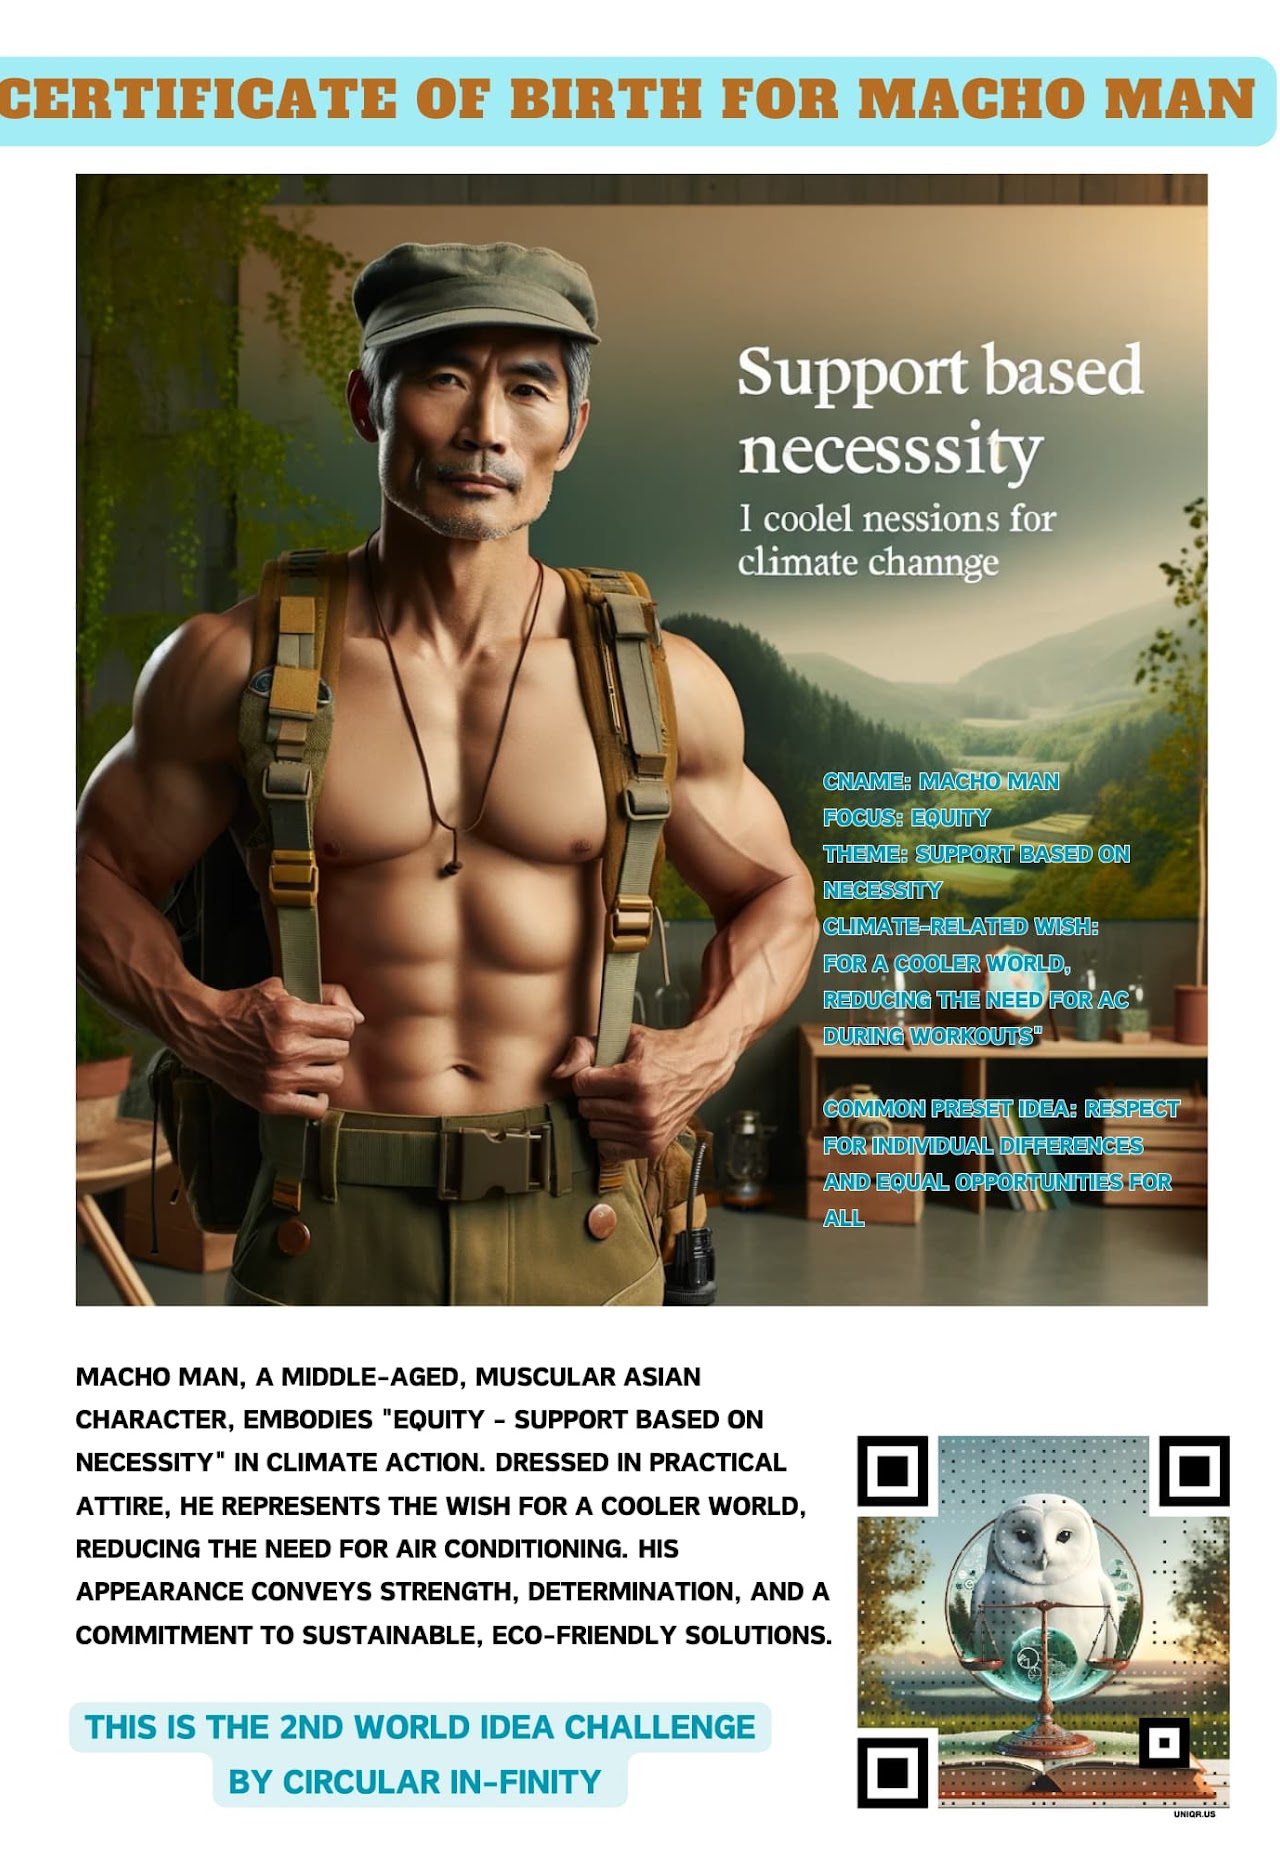 CERTIFICATE OF BIRTH FOR MACHO MAN
Support based
necesssity
I coolel nessions for
climate channge
CNAME: MACHO MAN
FOCUS: EQUITY
THEME: SUPPORT BASED ON
NECESSITY
CLIMATE-RELATED WISH:
FOR A COOLER WORLD,
REDUCING THE NEED FOR AC
DURING WORKOUTS"
COMMON PRESET IDEA: RESPECT
FOR INDIVIDUAL DIFFERENCES
AND EQUAL OPPORTUNITIES FOR
ALL
MACHO MAN, A MIDDLE-AGED, MUSCULAR ASIAN
CHARACTER, EMBODIES "EQUITY - SUPPORT BASED ON
NECESSITY" IN CLIMATE ACTION. DRESSED IN PRACTICAL
ATTIRE, HE REPRESENTS THE WISH FOR A COOLER WORLD,
REDUCING THE NEED FOR AIR CONDITIONING. HIS
APPEARANCE CONVEYS STRENGTH, DETERMINATION, AND A
COMMITMENT TO SUSTAINABLE, ECO-FRIENDLY SOLUTIONS.
THIS IS THE 2ND WORLD IDEA CHALLENGE
BY CIRCULAR IN-FINITY
UNIQR.US